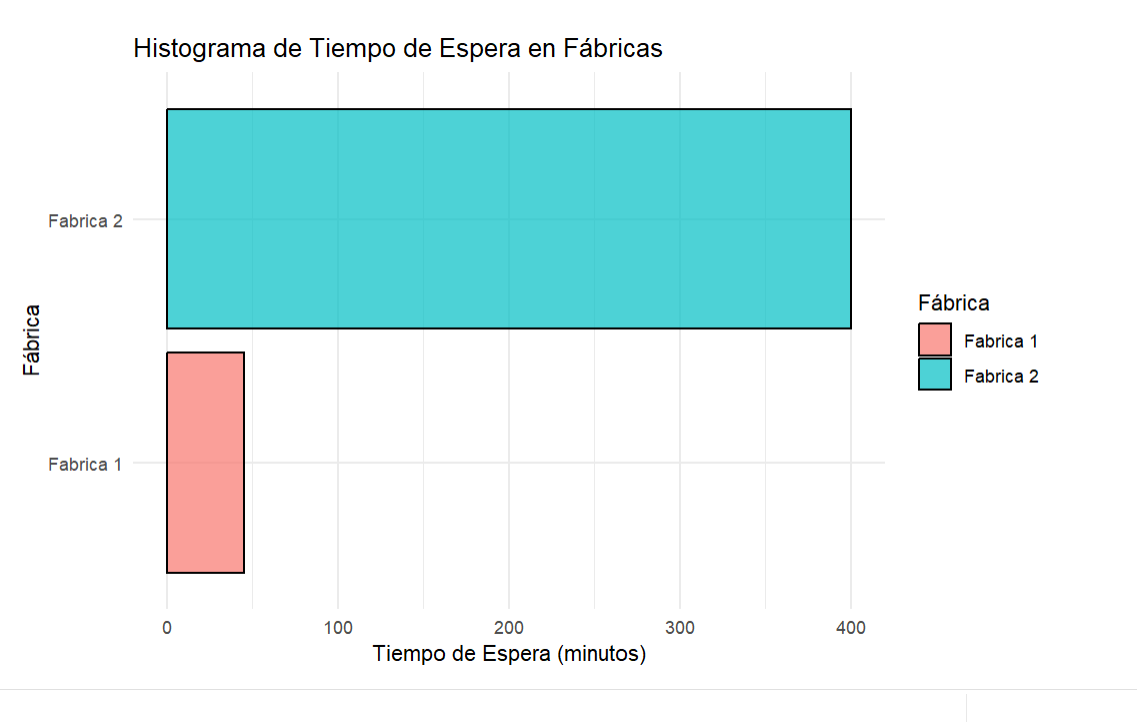 Histograma de Tiempo de Espera en Fábricas
Fábrica
Fabrica 2
Fabrica 1
0 100 200 300 400
Tiempo de Espera (minutos)
Fábrica
Fabrica 1
Fabrica 2